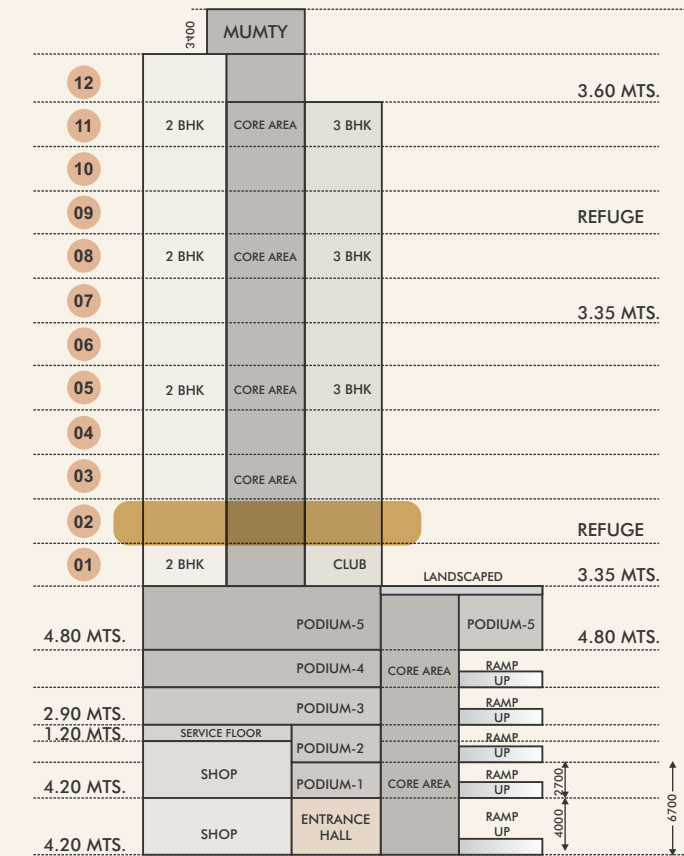 3400
MUMTY
12
3.60 MTS.
11
2 BHK
CORE AREA
3 BHK
10
09
REFUGE
08
2 BHK
CORE AREA
3 BHK
07
3.35 MTS.
06
05
2 BHK
CORE AREA
3 BHK
04
03
CORE AREA
02
REFUGE
01
2 BHK
CLUB
LANDSCAPED
3.35 MTS.
4.80 MTS.
PODIUM-5
PODIUM-5
4.80 MTS.
PODIUM-4
CORE AREA
RAMP
UP
2.90 MTS.
PODIUM-3
RAMP
UP
1.20 MTS.
SERVICE FLOOR
PODIUM-2
RAMP
UP
4.20 MTS.
SHOP
PODIUM-1
CORE AREA
RAMP
UP
2700
6700
4.20 MTS.
SHOP
ENTRANCE
HALL
RAMP
UP
4000